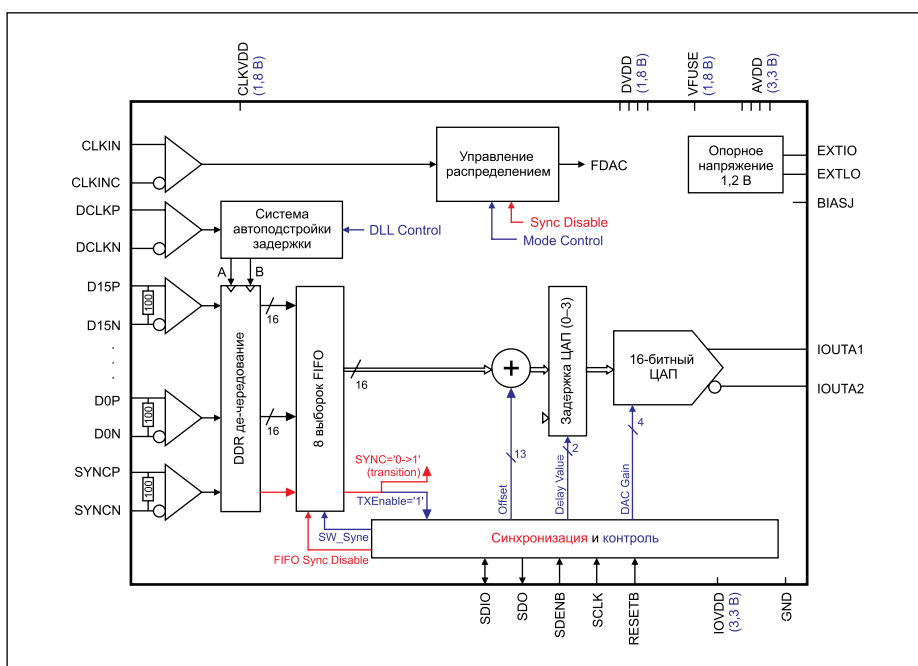 CLKVDD
(1,8 В)
DVDD
(1,8 В)
VFUSE
(1,8 В)
AVDD
(3,3 В)
CLKIN
CLKINC
Управление
распределением
FDAC
Опорное
напряжение
1,2 В
EXTIO
EXTLO
BIASJ
Sync Disable
Mode Control
DCLKP
DCLKN
Система
автоподстройки
задержки
DLL Control
A
B
D15P
100
D15N
D0P
100
D0N
SYNCP
100
SYNCN
DDR де-чередование
16
16
8 выборок FIFO
16
+
Задержка ЦАП (0–3)
16-битный
ЦАП
IOUTA1
IOUTA2
SYNC='0->1'
(transition)
TXEnable='1'
13
Offset
2
Delay Value
4
DAC Gain
SW_Syne
FIFO Sync Disable
Синхронизация и контроль
SDIO
SDO
SDENB
SCLK
RESETB
IOVDD
(3,3 В)
GND